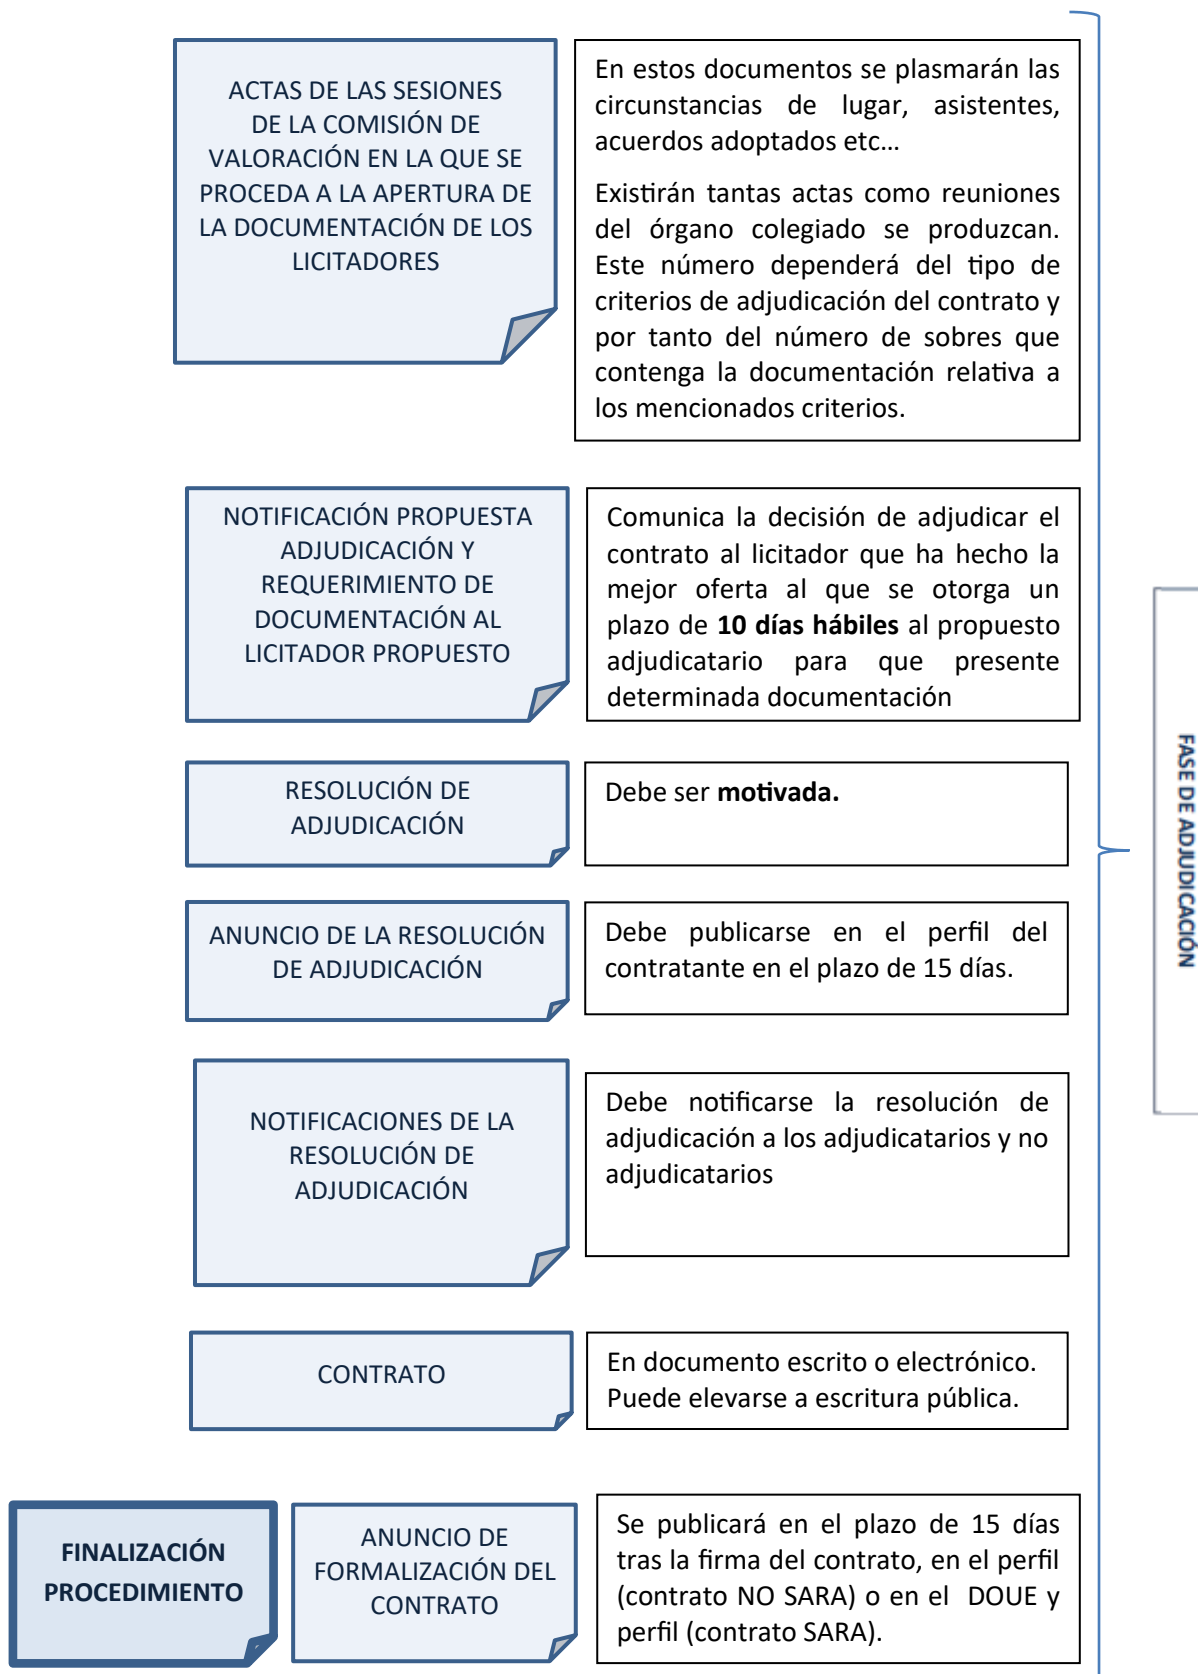 ACTAS DE LAS SESIONES
DE LA COMISIÓN DE
VALORACIÓN EN LA QUE SE
PROCEDA A LA APERTURA DE
LA DOCUMENTACIÓN DE LOS
LICITADORES
En estos documentos se plasmarán las
circunstancias de lugar, asistentes,
acuerdos adoptados etc…
Existirán tantas actas como reuniones
del órgano colegiado se produzcan.
Este número dependerá del tipo de
criterios de adjudicación del contrato y
por tanto del número de sobres que
contenga la documentación relativa a
los mencionados criterios.
NOTIFICACIÓN PROPUESTA
ADJUDICACIÓN Y
REQUERIMIENTO DE
DOCUMENTACIÓN AL
LICITADOR PROPUESTO
Comunica la decisión de adjudicar el
contrato al licitador que ha hecho la
mejor oferta al que se otorga un
plazo de 10 días hábiles al propuesto
adjudicatario para que presente
determinada documentación
RESOLUCIÓN DE
ADJUDICACIÓN
Debe ser motivada.
ANUNCIO DE LA RESOLUCIÓN
DE ADJUDICACIÓN
Debe publicarse en el perfil del
contratante en el plazo de 15 días.
NOTIFICACIONES DE LA
RESOLUCIÓN DE
ADJUDICACIÓN
Debe notificarse la resolución de
adjudicación a los adjudicatarios y no
adjudicatarios
CONTRATO
En documento escrito o electrónico.
Puede elevarse a escritura pública.
FINALIZACIÓN
PROCEDIMIENTO
ANUNCIO DE
FORMALIZACIÓN DEL
CONTRATO
Se publicará en el plazo de 15 días
tras la firma del contrato, en el perfil
(contrato NO SARA) o en el DOUE y
perfil (contrato SARA).
FASE DE ADJUDICACIÓN